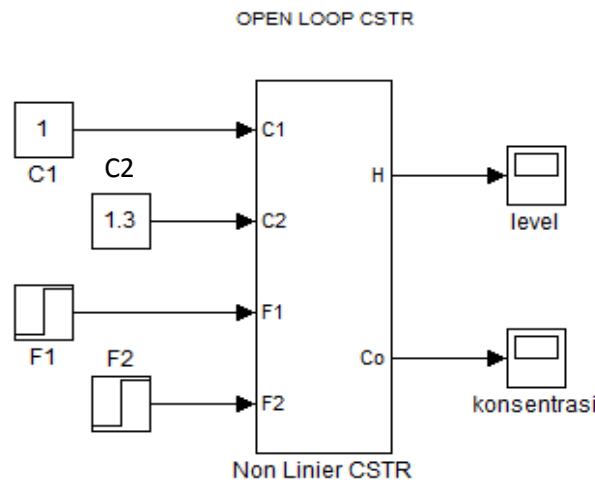 OPEN LOOP CSTR
1
C1
C1
C2
1.3
C2
H
level
F1
F1
F2
F2
Co
konsentrasi
Non Linier CSTR